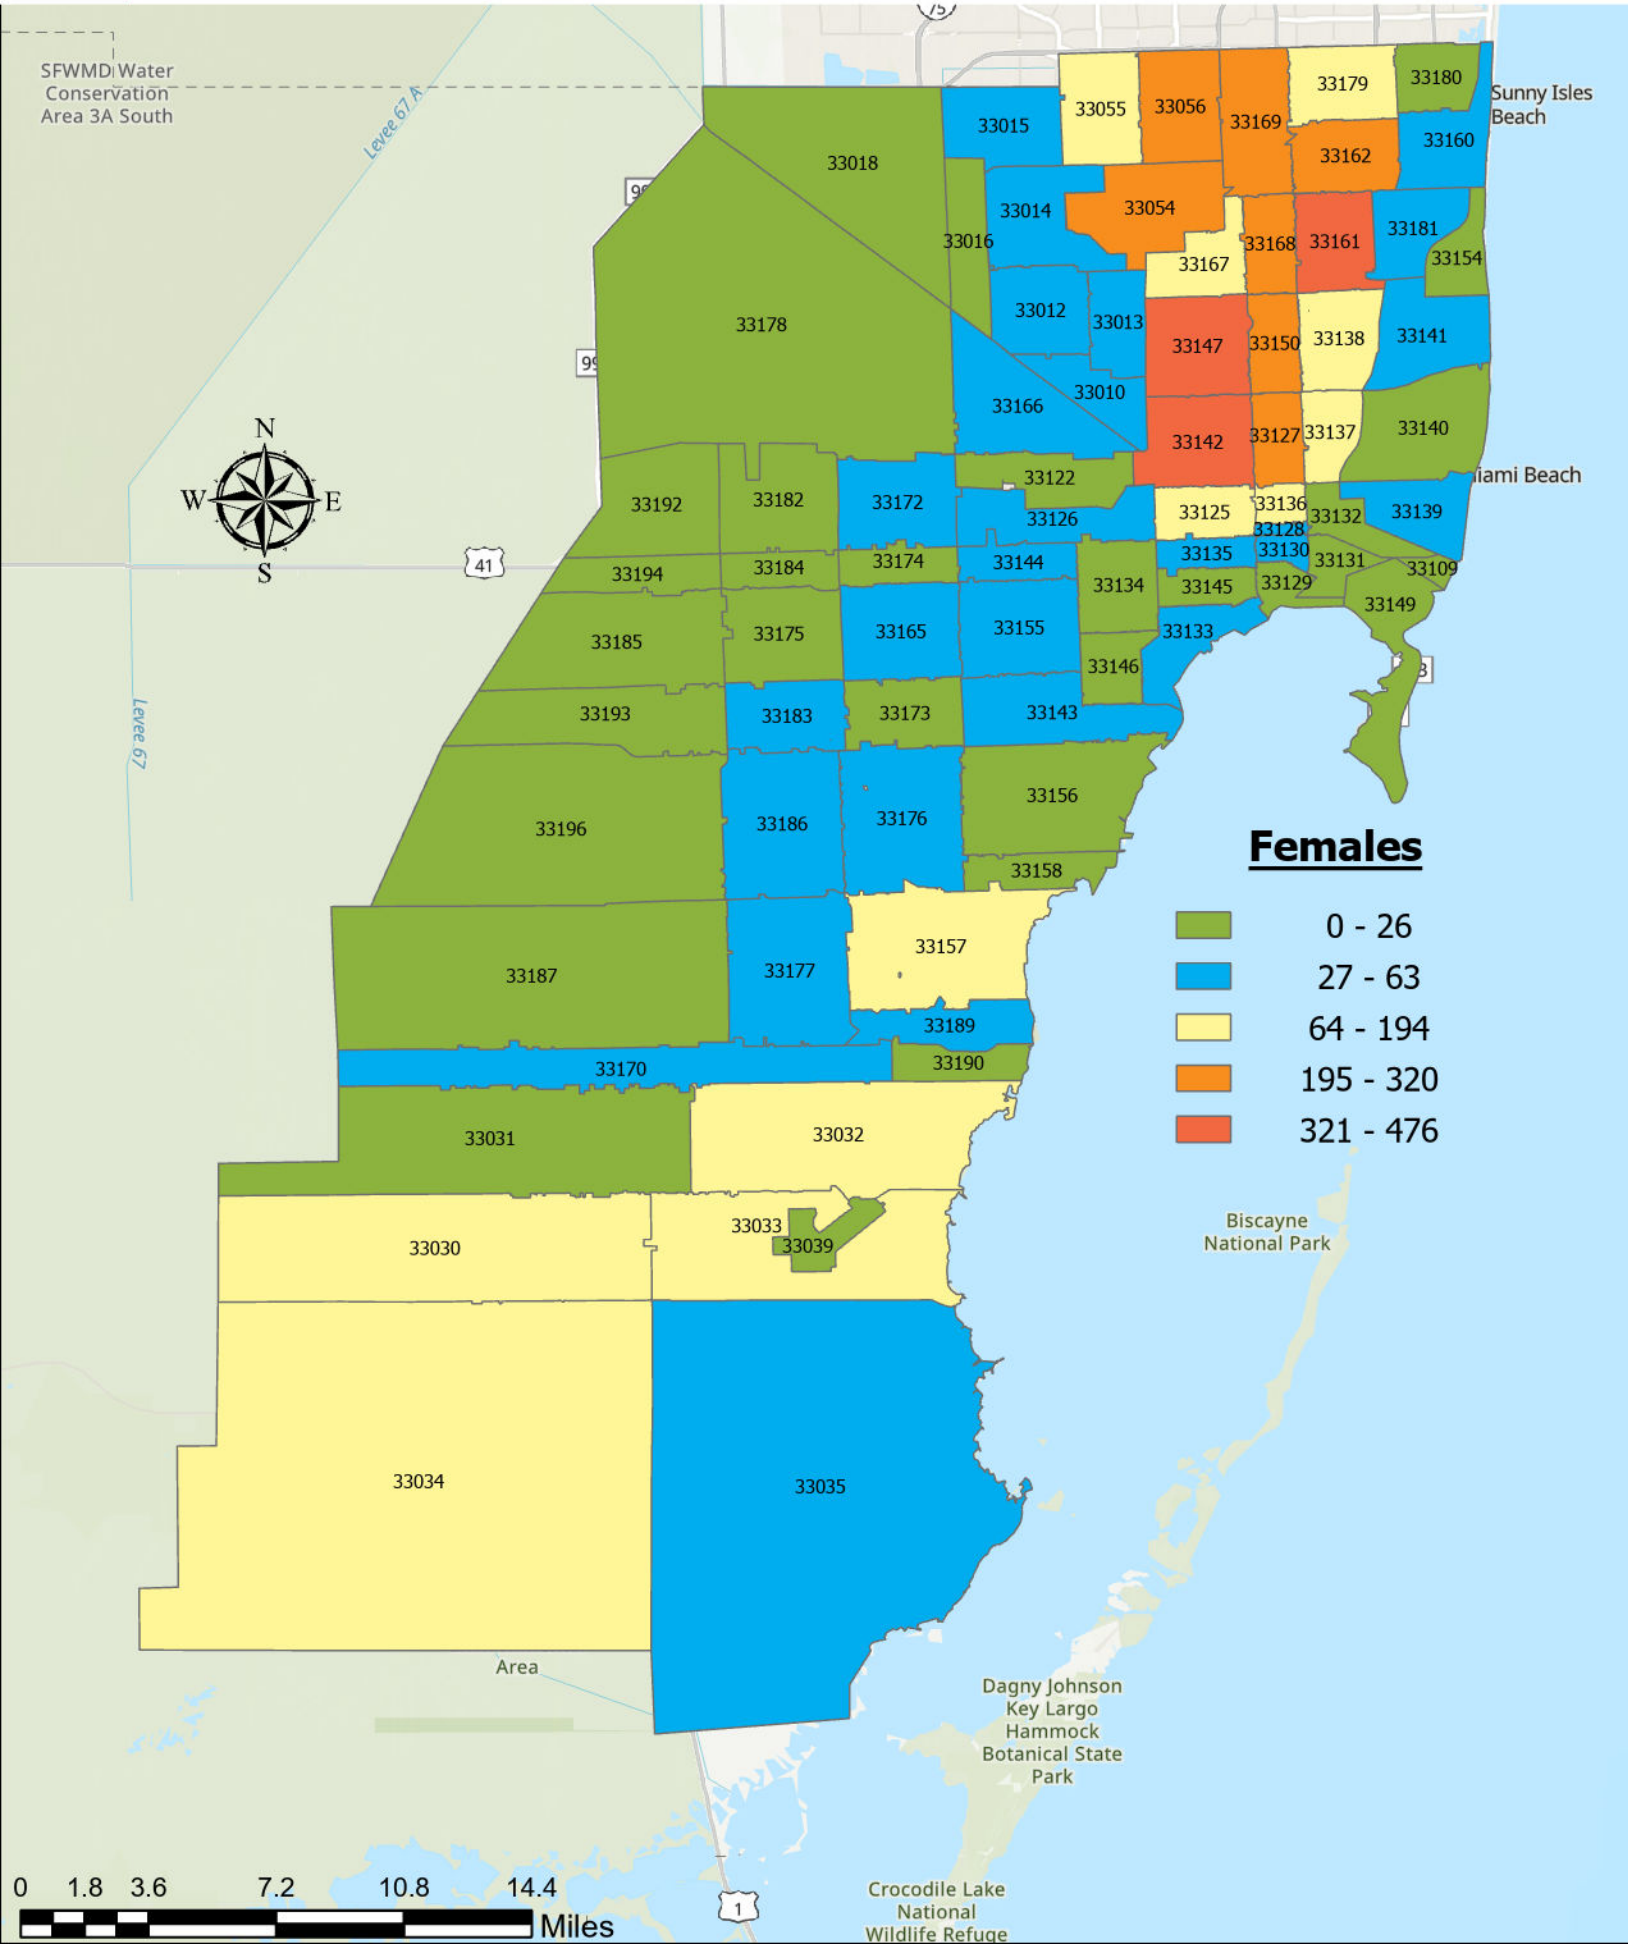 75
SFWMD Water
Conservation
Area 3A South
Levee 67 A
Sunny Isles
Beach
33055
33056
33169
33179
33180
33015
33018
33162
33160
33014
33054
33016
33167
33168
33161
33181
33154
33012
33013
33147
33150
33138
33141
33178
33166
33010
33142
33127
33137
33140
N
W
E
S
iami Beach
33192
33182
33172
33122
33126
33125
33136
33128
33132
33139
41
33194
33184
33174
33144
33134
33135
33130
33131
33109
33145
33129
33149
33185
33175
33165
33155
33133
33146
Levee 67
33193
33183
33173
33143
33196
33186
33176
33156
33158
Females
0 - 26
27 - 63
64 - 194
195 - 320
321 - 476
33187
33177
33157
33189
33170
33190
33031
33032
33030
33033
33039
Biscayne
National Park
33034
33035
Area
Dagny Johnson
Key Largo
Hammock
Botanical State
Park
Crocodile Lake
National
Wildlife Refuge
1
0 1.8 3.6 7.2 10.8 14.4
Miles